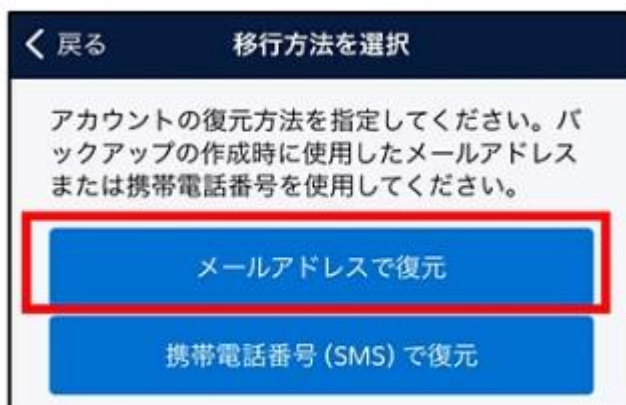 戻る 移行方法を選択
アカウントの復元方法を指定してください。バ
ックアップの作成時に使用したメールアドレス
または携帯電話番号を使用してください。
メールアドレスで復元
携帯電話番号 (SMS) で復元